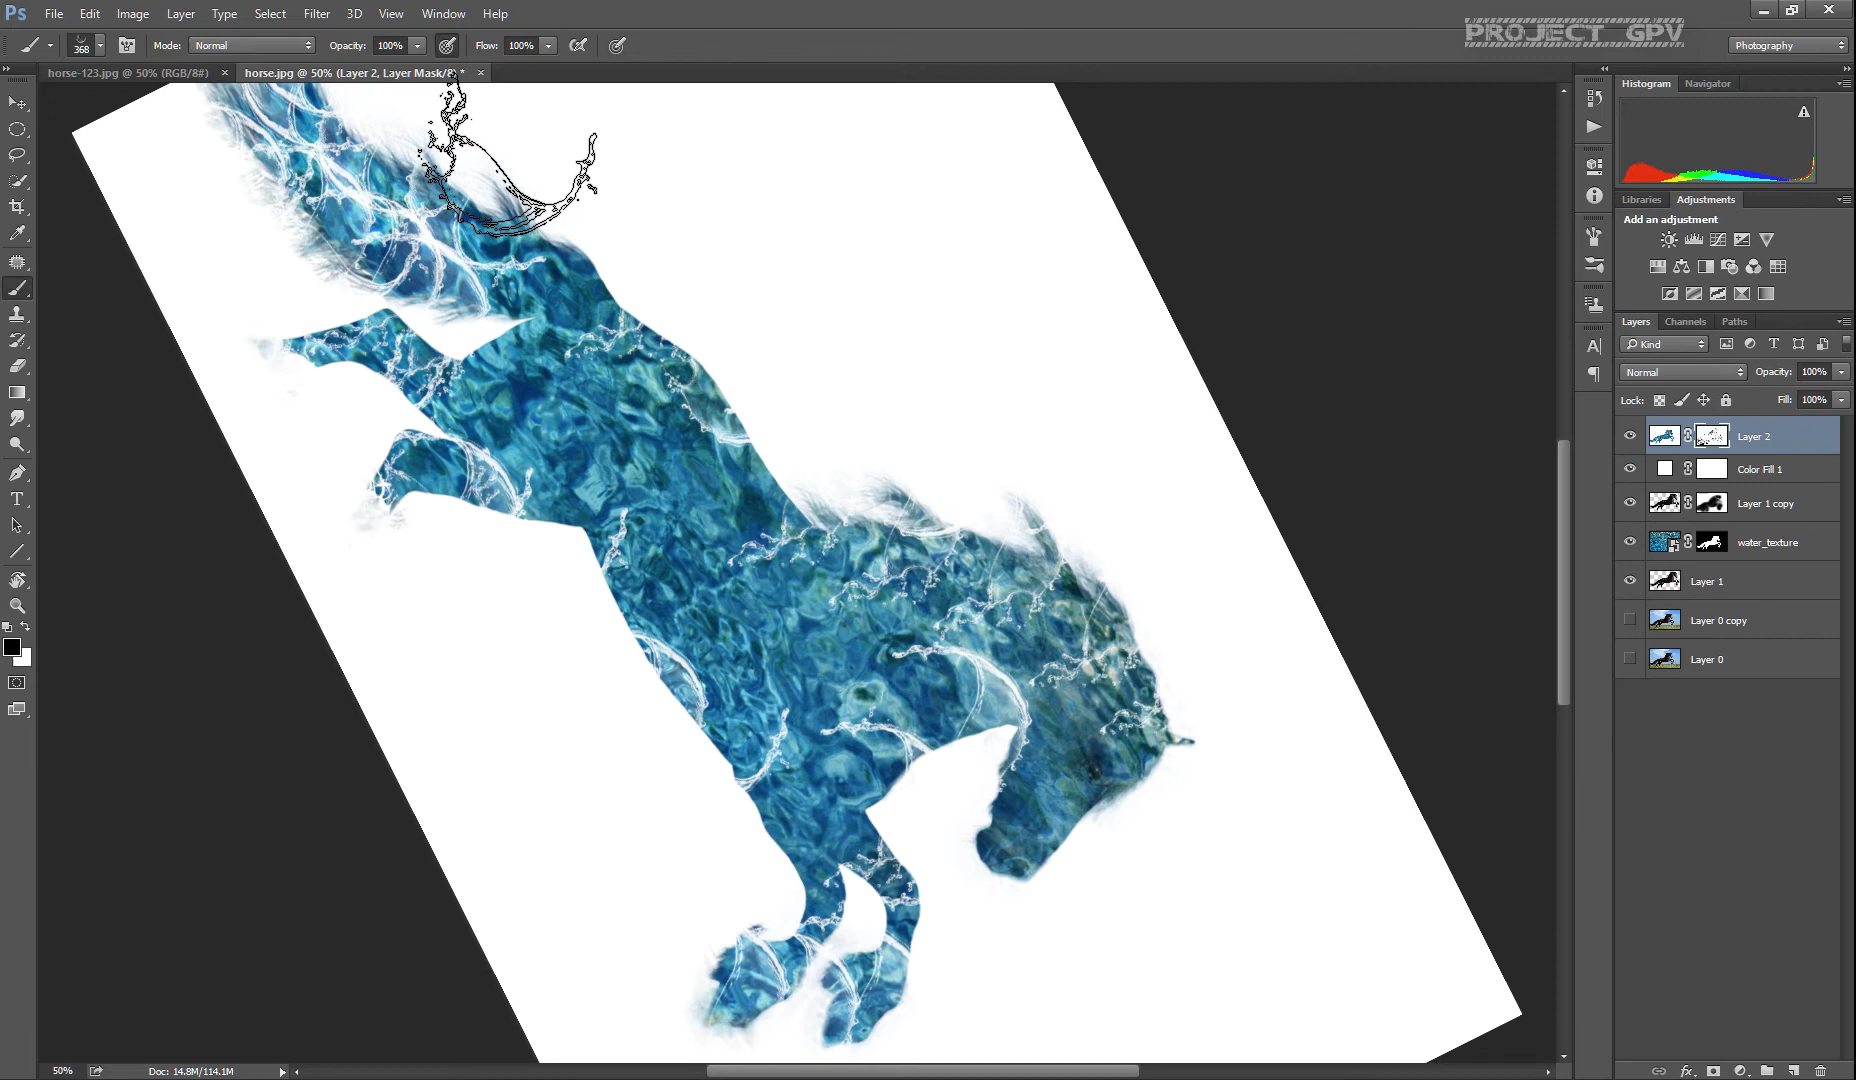 Ps File Edit Image Layer Type Select Filter 3D View Window Help
368 Mode: Normal Opacity: 100% Flow: 100% PROJECT_GPV Photography
horse-123.jpg @ 50% (RGB/8#) × horse.jpg @ 50% (Layer 2, Layer Mask/8) * ×
Histogram Navigator
Libraries Adjustments
Add an adjustment
Layers Channels Paths
Kind
Normal Opacity: 100%
Lock: Fill: 100%
Layer 2
Color Fill 1
Layer 1 copy
water_texture
Layer 1
Layer 0 copy
Layer 0
50% Doc: 14.8M/114.1M
fx